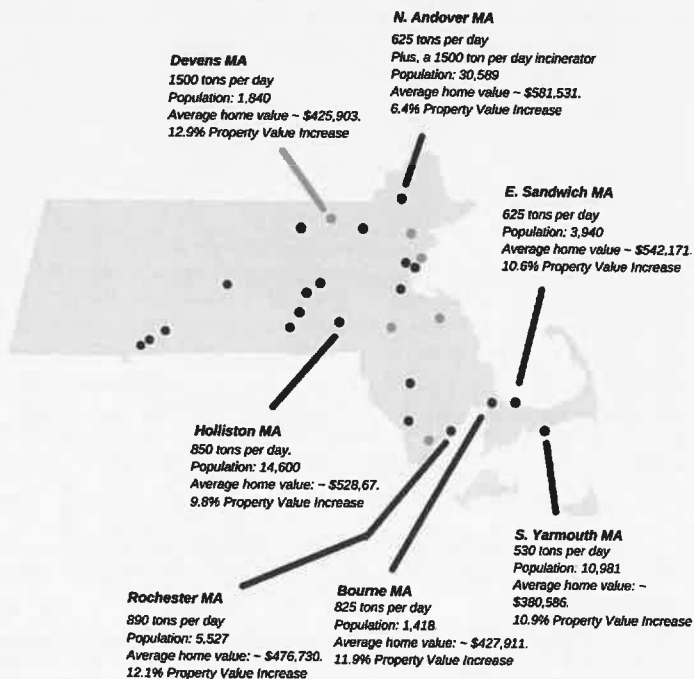 N. Andover MA
625 tons per day
Plus, a 1500 ton per day incinerator
Population: 30,589
Average home value ~ $581,531.
6.4% Property Value Increase
Devens MA
1500 tons per day
Population: 1,840
Average home value ~ $425,903.
12.9% Property Value Increase
E. Sandwich MA
625 tons per day
Population: 3,940
Average home value ~ $542,171.
10.6% Property Value Increase
Holliston MA
850 tons per day.
Population: 14,600
Average home value: ~ $528,67.
9.8% Property Value Increase
S. Yarmouth MA
530 tons per day
Population: 10,981
Average home value: ~
$380,586.
10.9% Property Value Increase
Rochester MA
890 tons per day
Population: 5,527
Average home value: ~ $476,730.
12.1% Property Value Increase
Bourne MA
825 tons per day
Population: 1,418
Average home value: ~ $427,911.
11.9% Property Value Increase